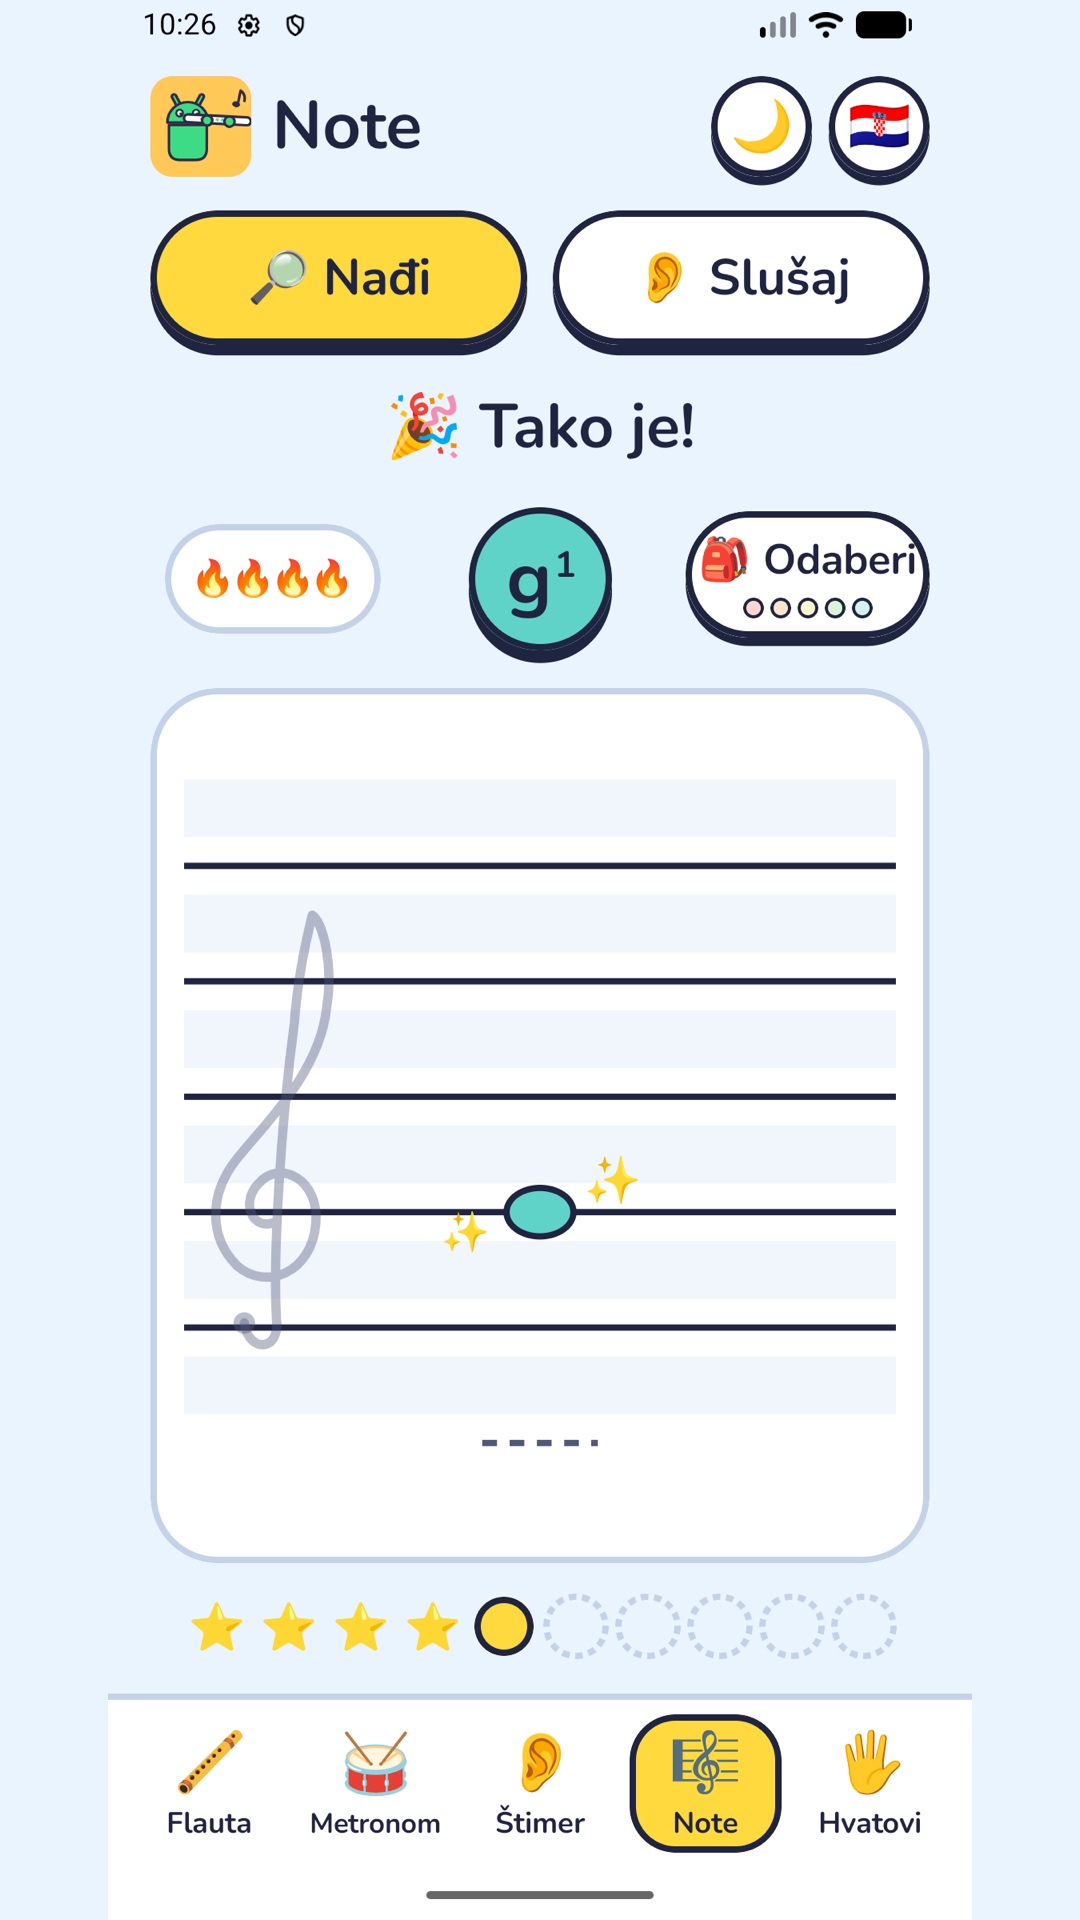 10:26
Note
Nađi
Slušaj
Tako je!
g¹
Odaberi
Flauta
Metronom
Štimer
Note
Hvatovi